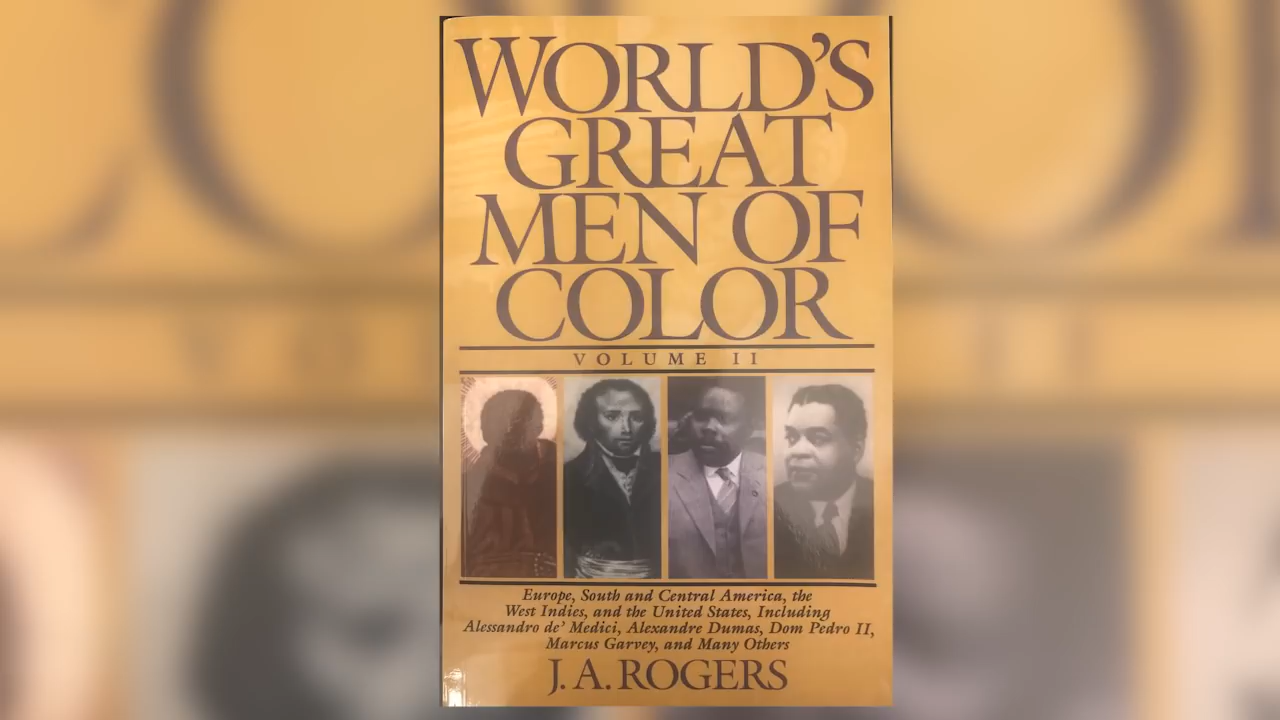 WORLD'S
GREAT
MEN OF
COLOR
VOLUME II
Europe, South and Central America, the
West Indies, and the United States, Including
Alessandro de' Medici, Alexandre Dumas, Dom Pedro II,
Marcus Garvey, and Many Others
J. A. ROGERS